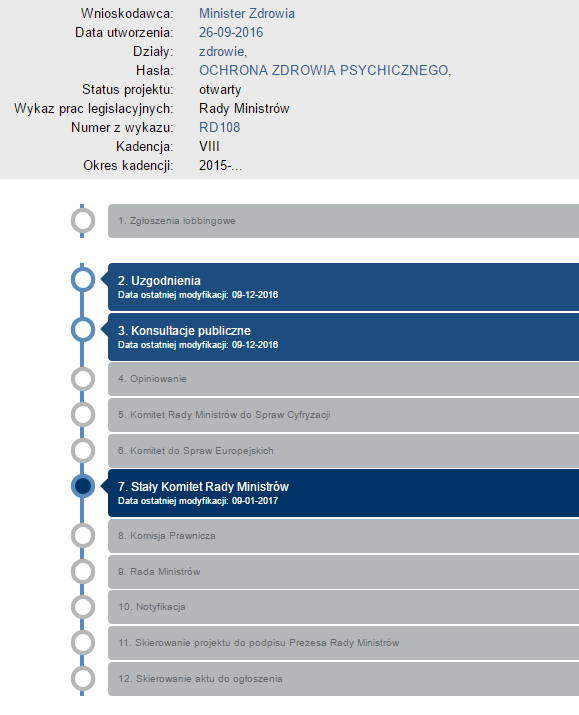 Wnioskodawca: Minister Zdrowia
Data utworzenia: 26-09-2016
Działy: zdrowie,
Hasła: OCHRONA ZDROWIA PSYCHICZNEGO,
Status projektu: otwarty
Wykaz prac legislacyjnych: Rady Ministrów
Numer z wykazu: RD108
Kadencja: VIII
Okres kadencji: 2015-...
1. Zgłoszenia lobbingowe
2. Uzgodnienia
Data ostatniej modyfikacji: 09-12-2016
3. Konsultacje publiczne
Data ostatniej modyfikacji: 09-12-2016
4. Opiniowanie
5. Komitet Rady Ministrów do Spraw Cyfryzacji
6. Komitet do Spraw Europejskich
7. Stały Komitet Rady Ministrów
Data ostatniej modyfikacji: 09-01-2017
8. Komisja Prawnicza
9. Rada Ministrów
10. Notyfikacja
11. Skierowanie projektu do podpisu Prezesa Rady Ministrów
12. Skierowanie aktu do ogłoszenia